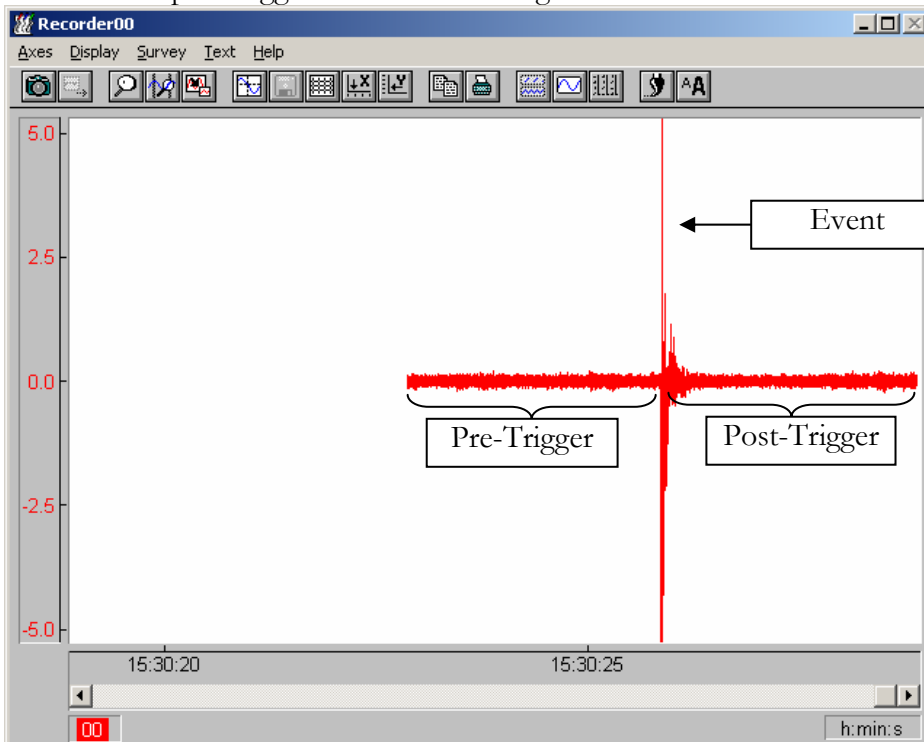 Recorder00
Axes Display Survey Text Help
AA
5.0
Event
2.5
0.0
Pre-Trigger Post-Trigger
-2.5
-5.0
15:30:20 15:30:25
00 h:min:s